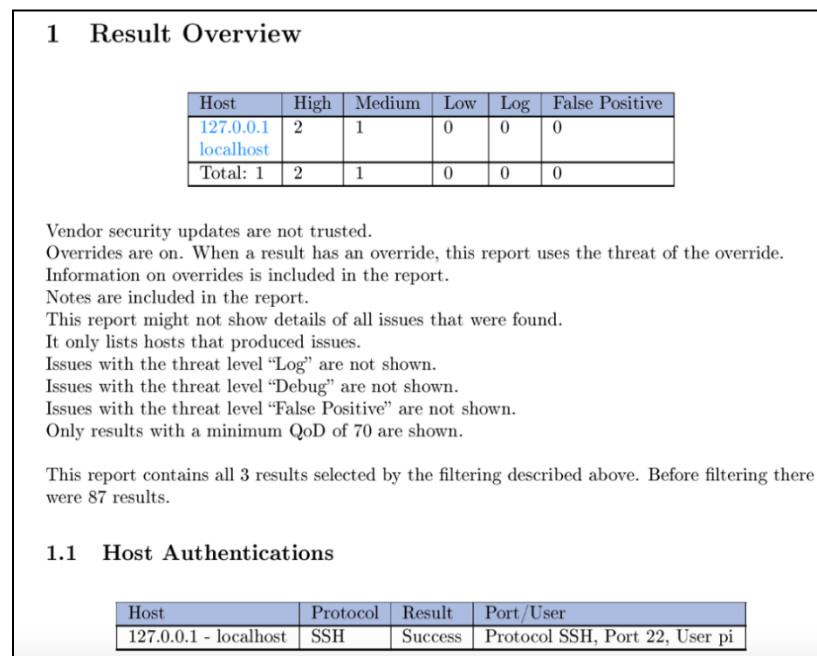 1 Result Overview
Host High Medium Low Log False Positive
127.0.0.1 2 1 0 0 0
localhost
Total: 1 2 1 0 0 0
Vendor security updates are not trusted.
Overrides are on. When a result has an override, this report uses the threat of the override.
Information on overrides is included in the report.
Notes are included in the report.
This report might not show details of all issues that were found.
It only lists hosts that produced issues.
Issues with the threat level “Log” are not shown.
Issues with the threat level “Debug” are not shown.
Issues with the threat level “False Positive” are not shown.
Only results with a minimum QoD of 70 are shown.
This report contains all 3 results selected by the filtering described above. Before filtering there
were 87 results.
1.1 Host Authentications
Host Protocol Result Port/User
127.0.0.1 - localhost SSH Success Protocol SSH, Port 22, User pi